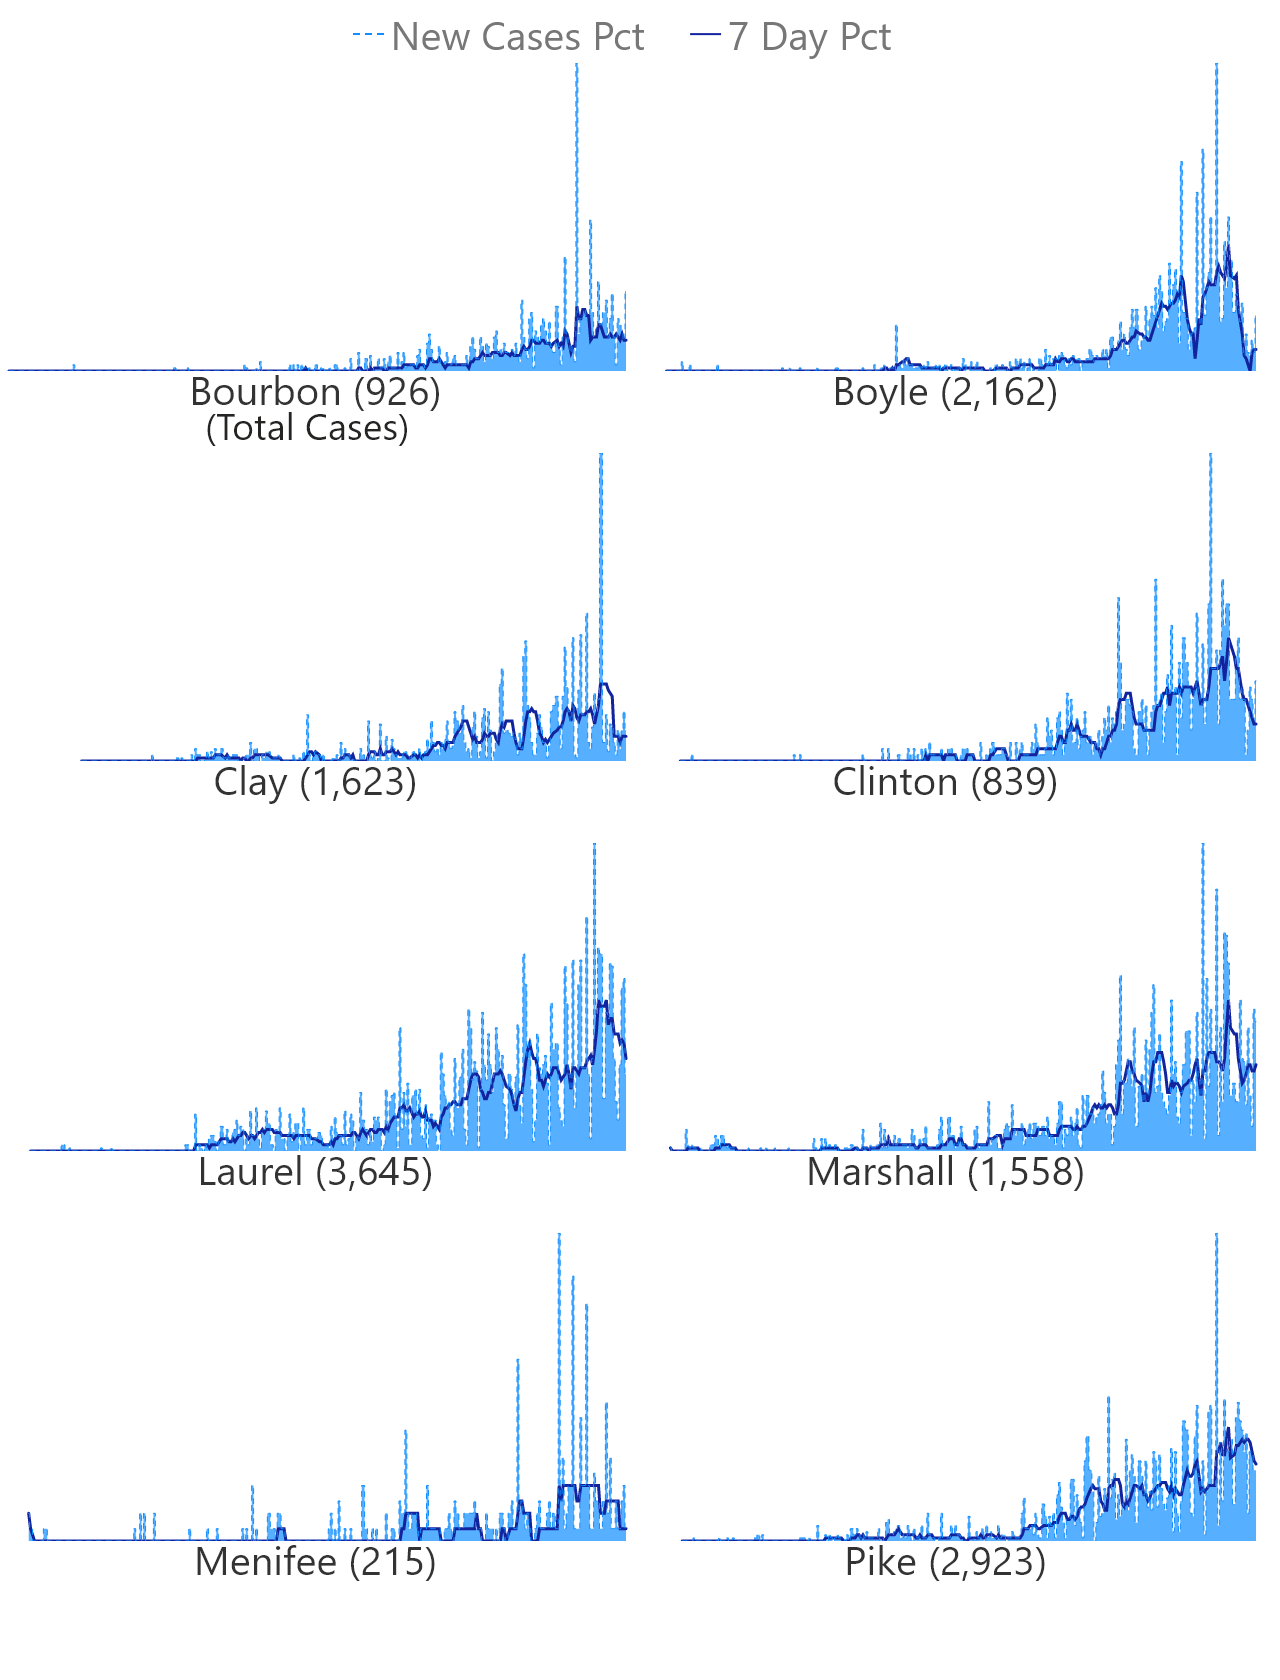 New Cases Pct 7 Day Pct
Bourbon (926) Boyle (2,162)
(Total Cases)
Clay (1,623) Clinton (839)
Laurel (3,645) Marshall (1,558)
Menifee (215) Pike (2,923)